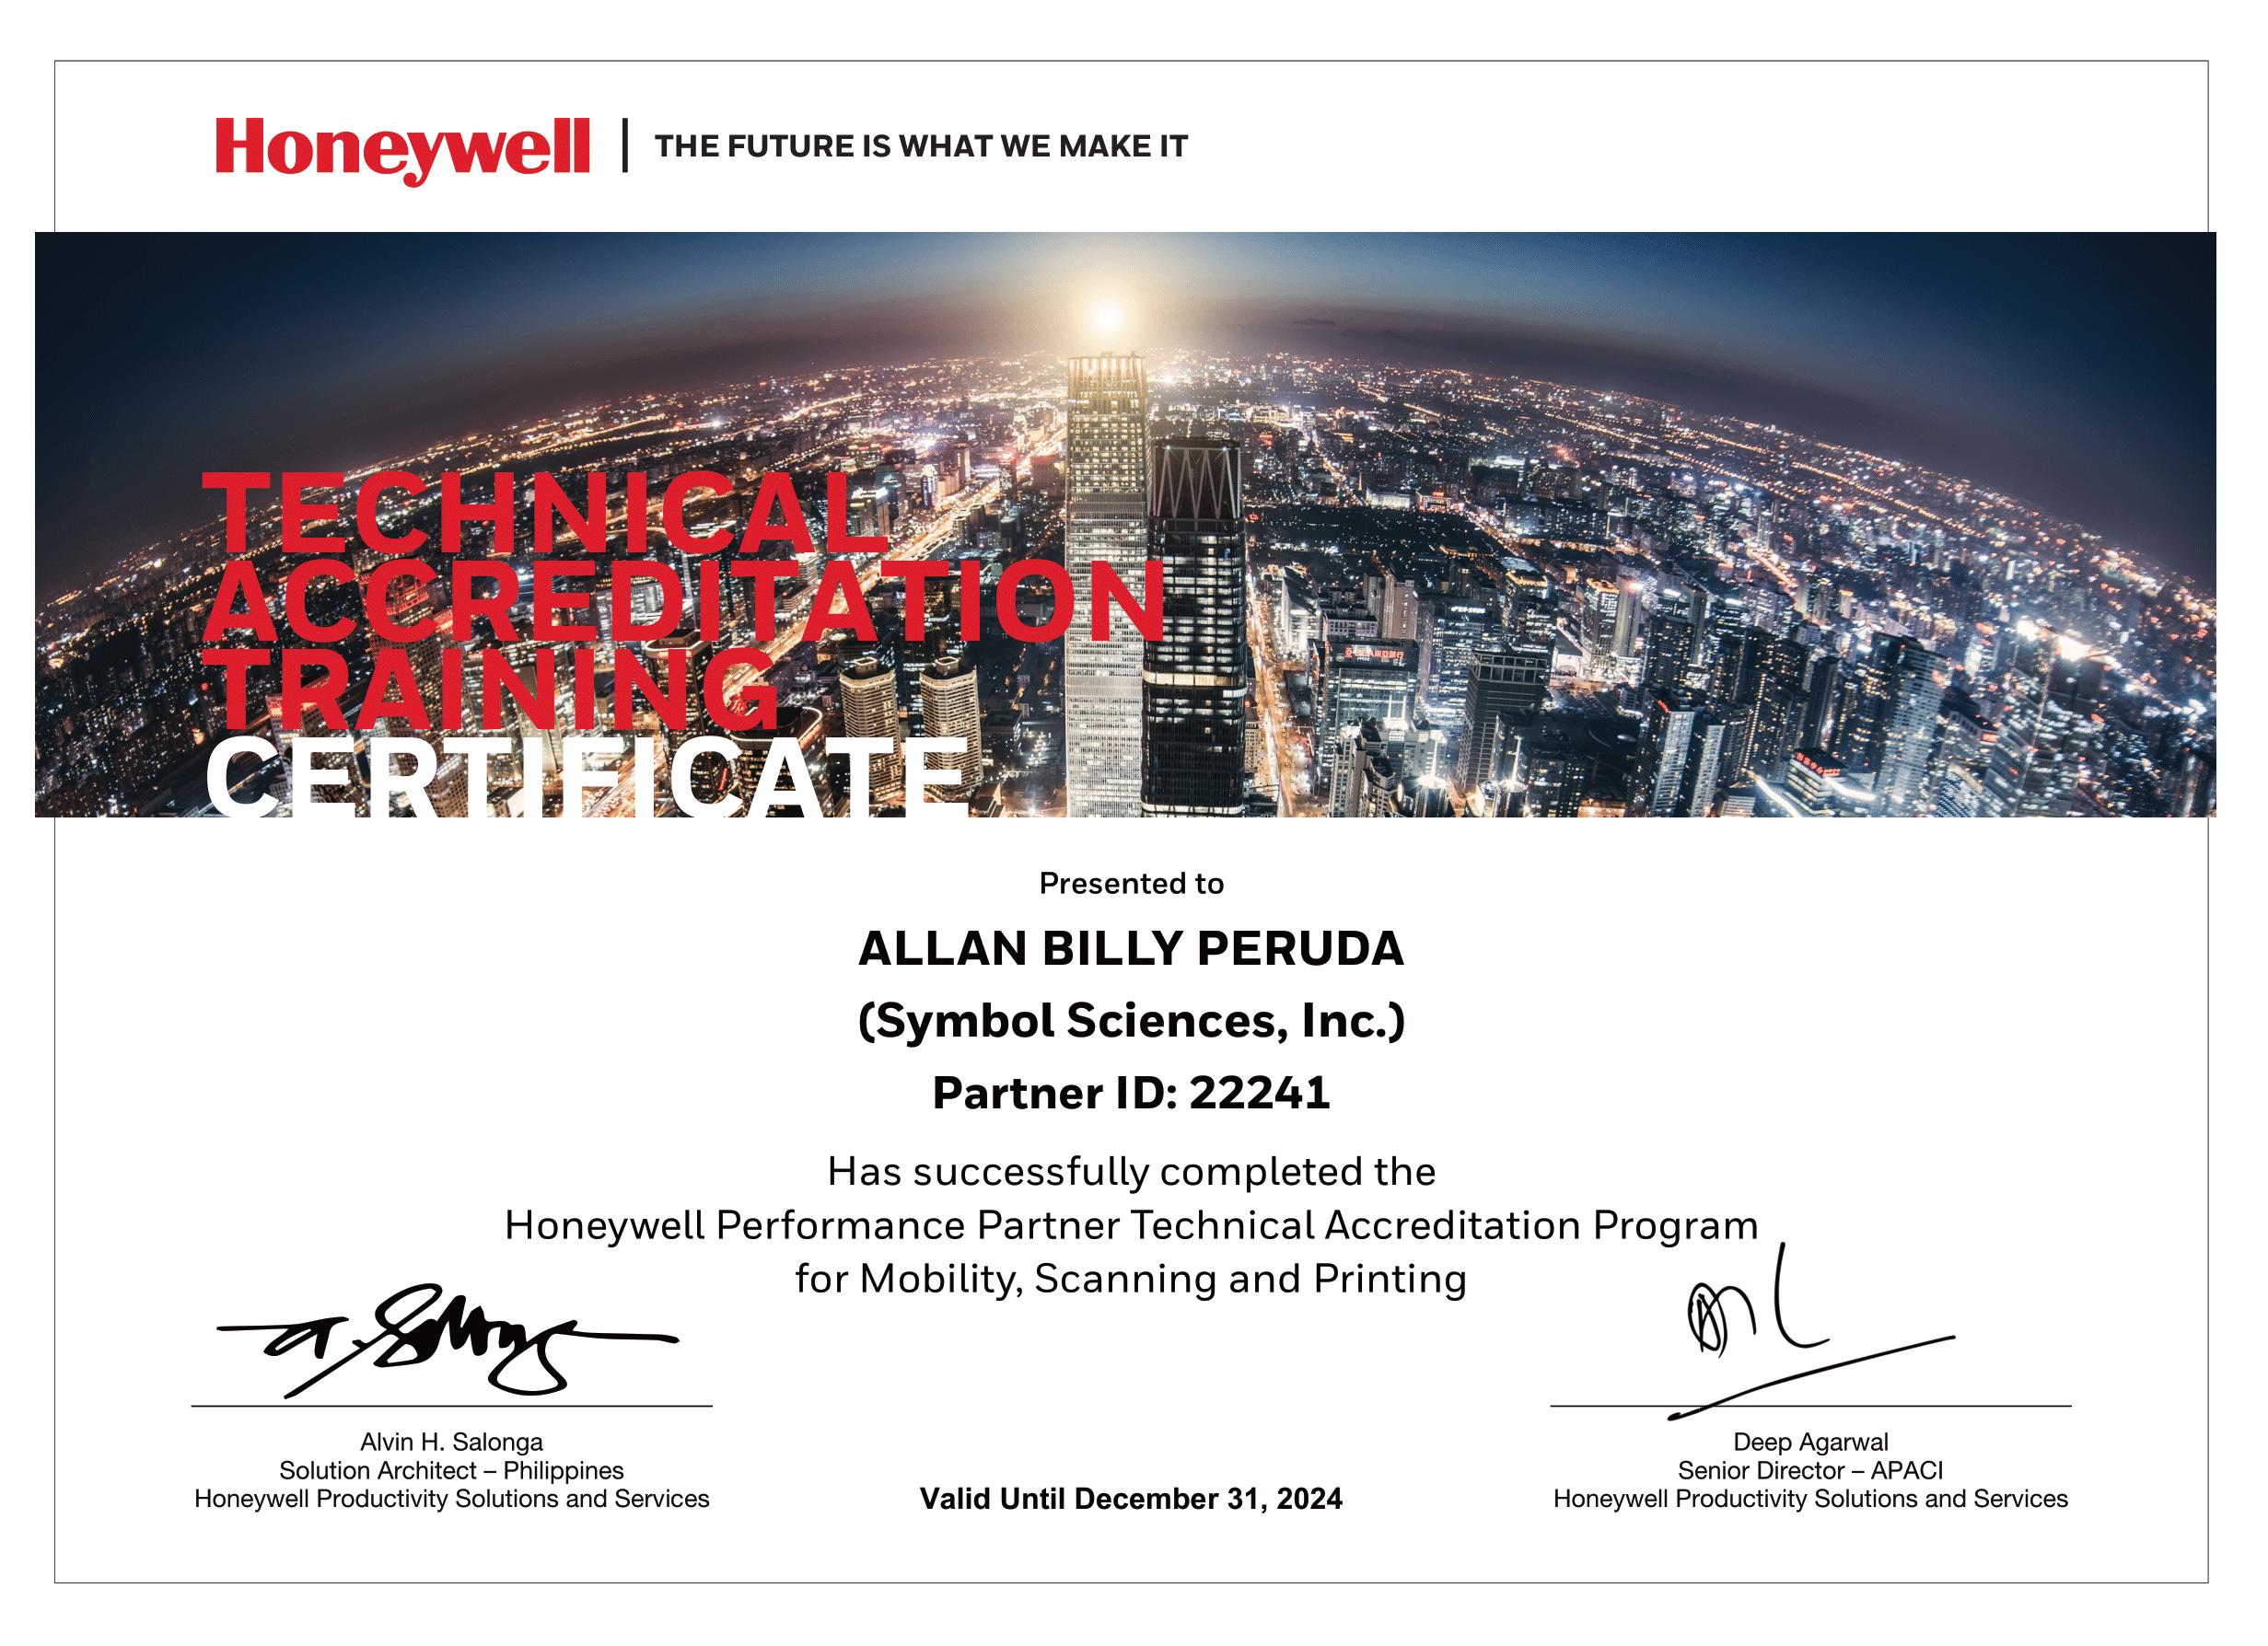 Honeywell | THE FUTURE IS WHAT WE MAKE IT
TECHNICAL
ACCREDITATION
TRAINING
CERTIFICATE
Presented to
ALLAN BILLY PERUDA
(Symbol Sciences, Inc.)
Partner ID: 22241
Has successfully completed the
Honeywell Performance Partner Technical Accreditation Program
for Mobility, Scanning and Printing
Alvin H. Salonga
Solution Architect – Philippines
Honeywell Productivity Solutions and Services
Valid Until December 31, 2024
Deep Agarwal
Senior Director – APACI
Honeywell Productivity Solutions and Services